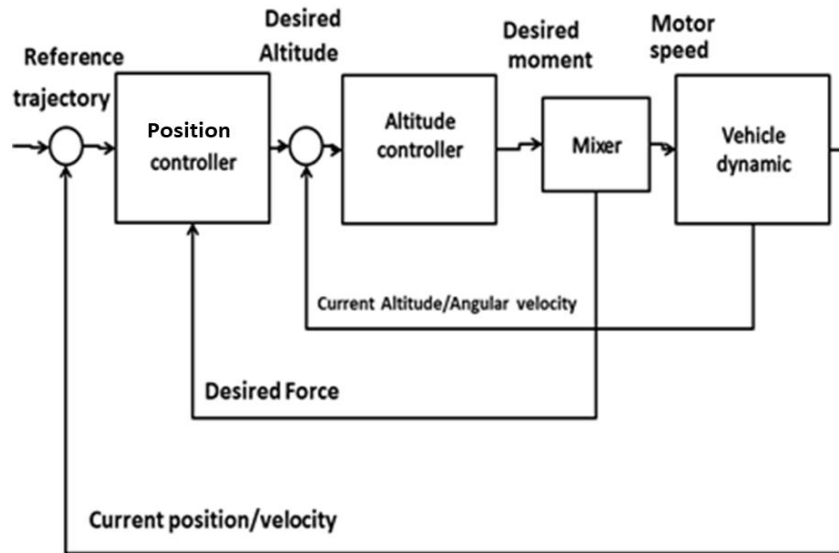 Reference
trajectory
Position
controller
Desired
Altitude
Altitude
controller
Desired
moment
Mixer
Motor
speed
Vehicle
dynamic
Current Altitude/Angular velocity
Desired Force
Current position/velocity